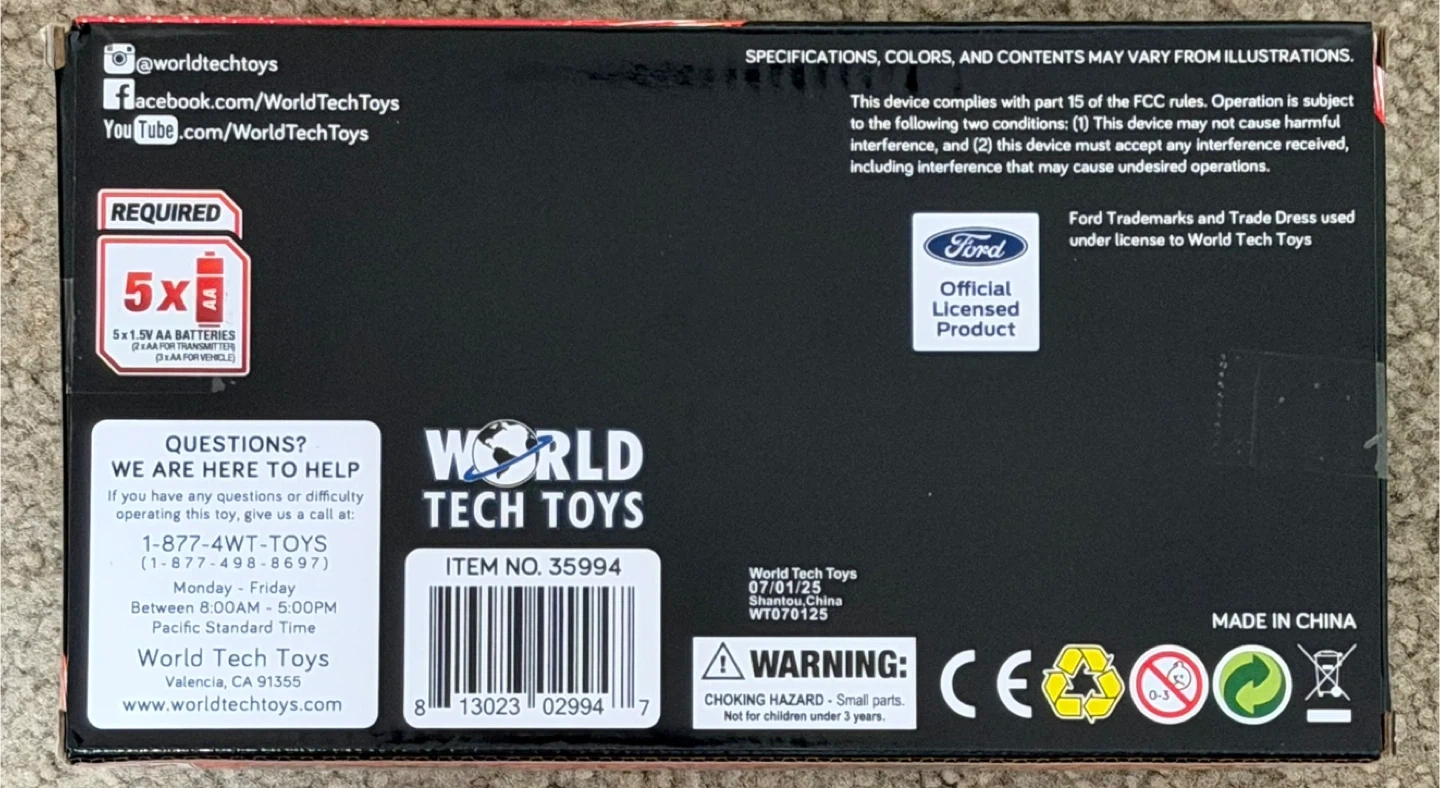 @worldtechtoys
facebook.com/WorldTechToys
YouTube.com/WorldTechToys
SPECIFICATIONS, COLORS, AND CONTENTS MAY VARY FROM ILLUSTRATIONS.
This device complies with part 15 of the FCC rules. Operation is subject
to the following two conditions: (1) This device may not cause harmful
interference, and (2) this device must accept any interference received,
including interference that may cause undesired operations.
REQUIRED
5x AA
5 x 1.5V AA BATTERIES
(2 x AA FOR TRANSMITTER)
(3 x AA FOR VEHICLE)
Ford
Official
Licensed
Product
Ford Trademarks and Trade Dress used
under license to World Tech Toys
QUESTIONS?
WE ARE HERE TO HELP
If you have any questions or difficulty
operating this toy, give us a call at:
1-877-4WT-TOYS
(1-877-498-8697)
Monday - Friday
Between 8:00AM - 5:00PM
Pacific Standard Time
World Tech Toys
Valencia, CA 91355
www.worldtechtoys.com
WORLD
TECH TOYS
ITEM NO. 35994
8 13023 02994 7
World Tech Toys
07/01/25
Shantou,China
WT070125
WARNING:
CHOKING HAZARD - Small parts.
Not for children under 3 years.
MADE IN CHINA
CE
0-3